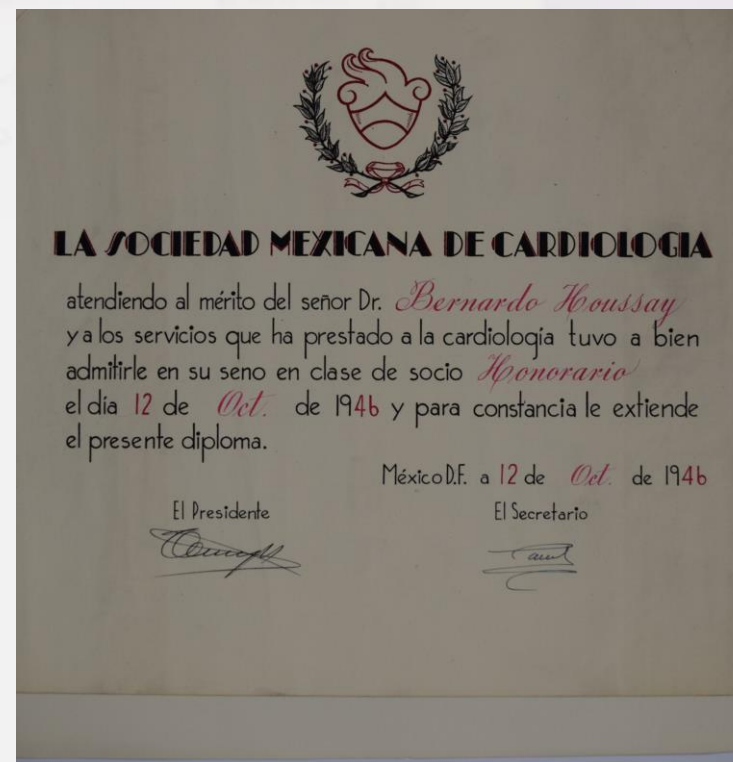 LA SOCIEDAD MEXICANA DE CARDIOLOGIA
atendiendo al mérito del señor Dr. Bernardo Houssay
y a los servicios que ha prestado a la cardiología tuvo a bien
admitirle en su seno en clase de socio Honorario
el día 12 de Oct. de 1946 y para constancia le extiende
el presente diploma.
México D.F. a 12 de Oct. de 1946
El Presidente El Secretario